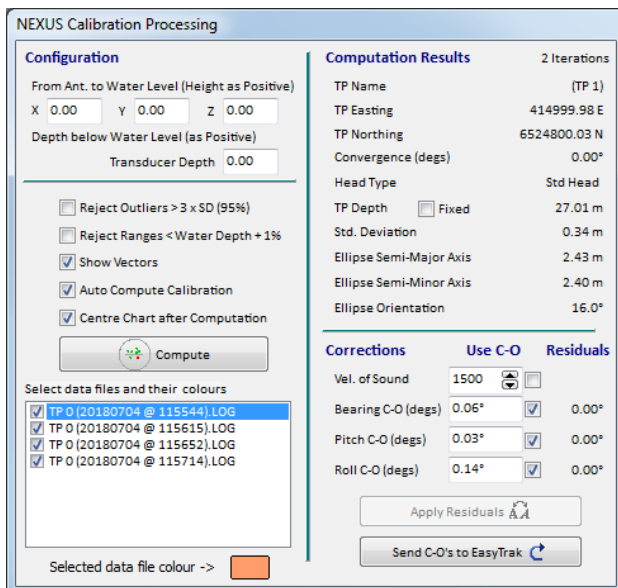 NEXUS Calibration Processing
Configuration
From Ant. to Water Level (Height as Positive)
X 0.00 Y 0.00 Z 0.00
Depth below Water Level (as Positive)
Transducer Depth 0.00
Reject Outliers > 3 x SD (95%)
Reject Ranges < Water Depth + 1%
Show Vectors
Auto Compute Calibration
Centre Chart after Computation
Compute
Select data files and their colours
TP 0 (20180704 @ 115544).LOG
TP 0 (20180704 @ 115615).LOG
TP 0 (20180704 @ 115652).LOG
TP 0 (20180704 @ 115714).LOG
Selected data file colour ->
Computation Results 2 Iterations
TP Name (TP 1)
TP Easting 414999.98 E
TP Northing 6524800.03 N
Convergence (degs) 0.00°
Head Type Std Head
TP Depth Fixed 27.01 m
Std. Deviation 0.34 m
Ellipse Semi-Major Axis 2.43 m
Ellipse Semi-Minor Axis 2.40 m
Ellipse Orientation 16.0°
Corrections Use C-O Residuals
Vel. of Sound 1500
Bearing C-O (degs) 0.06° 0.00°
Pitch C-O (degs) 0.03° 0.00°
Roll C-O (degs) 0.14° 0.00°
Apply Residuals
Send C-O's to EasyTrak